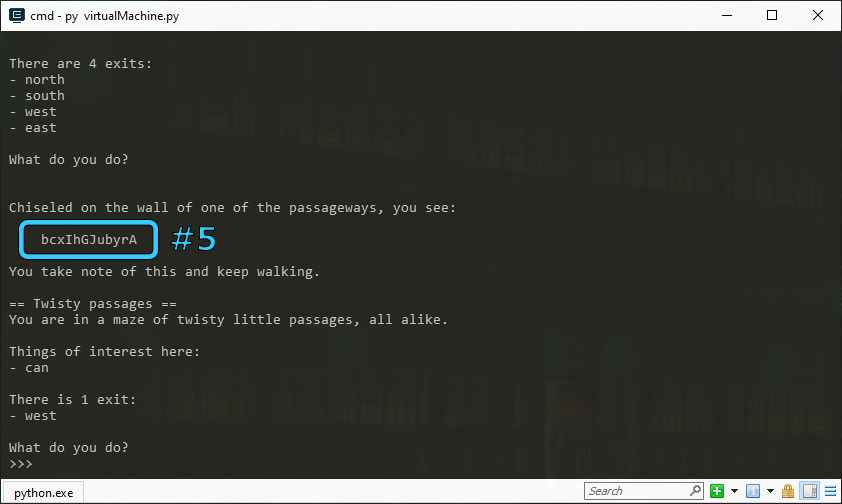 cmd - py  virtualMachine.py
There are 4 exits:
- north
- south
- west
- east
What do you do?
Chiseled on the wall of one of the passageways, you see:
bcxIhGJubyrA #5
You take note of this and keep walking.
== Twisty passages ==
You are in a maze of twisty little passages, all alike.
Things of interest here:
- can
There is 1 exit:
- west
What do you do?
>>>
python.exe
Search